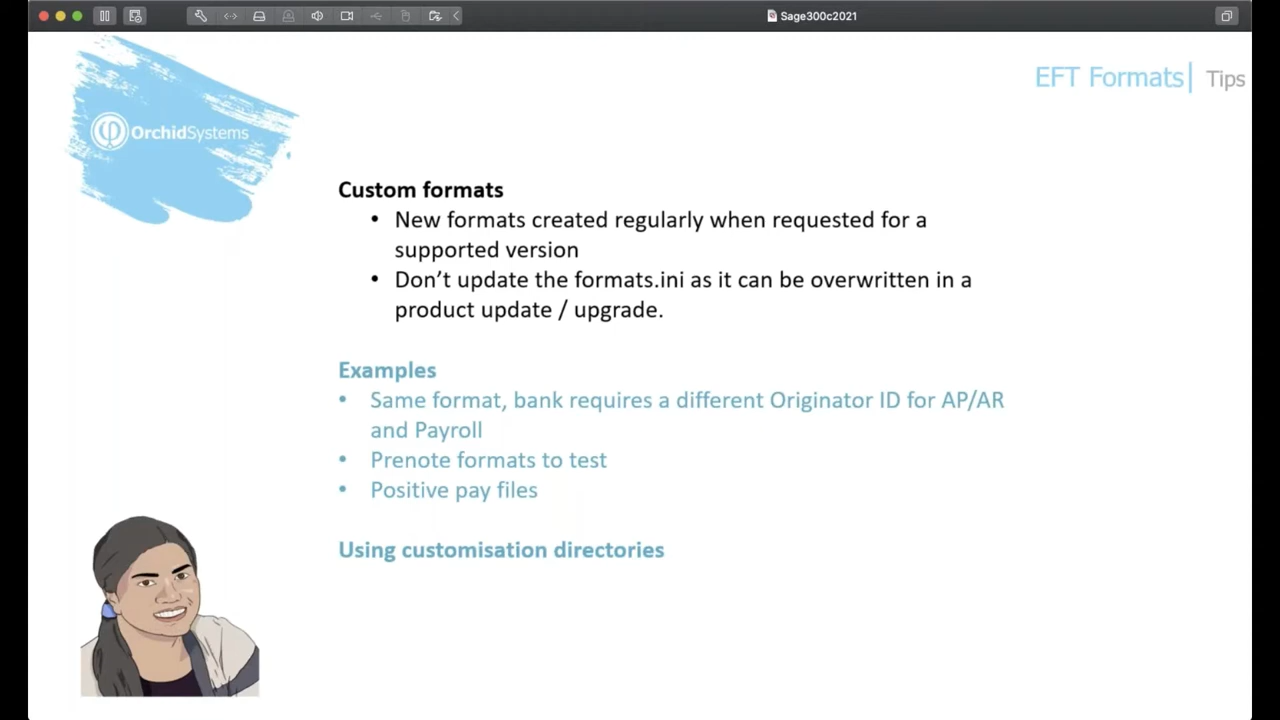 Sage300c2021
EFT Formats| Tips
OrchidSystems
Custom formats
• New formats created regularly when requested for a
supported version
• Don’t update the formats.ini as it can be overwritten in a
product update / upgrade.
Examples
• Same format, bank requires a different Originator ID for AP/AR
and Payroll
• Prenote formats to test
• Positive pay files
Using customisation directories